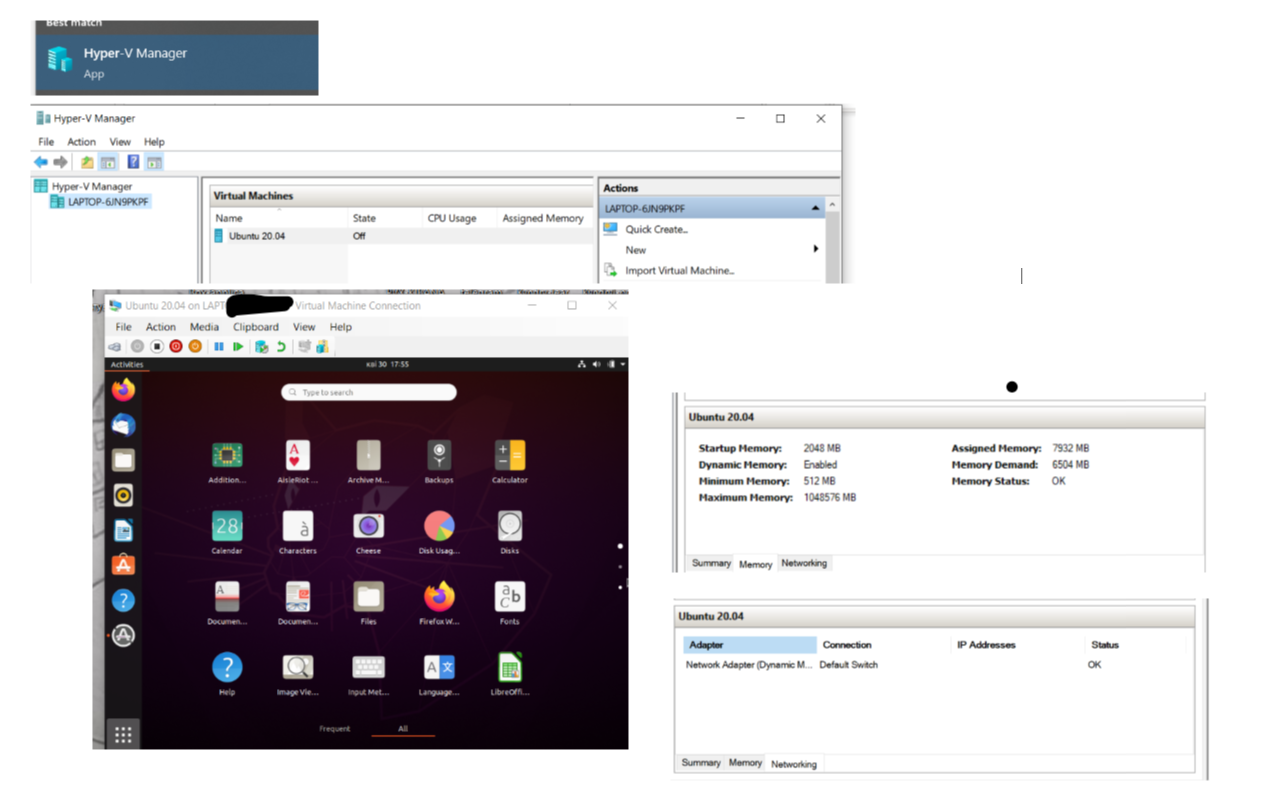 Best match
Hyper-V Manager
App
Hyper-V Manager
File Action View Help
Hyper-V Manager
LAPTOP-6JN9PKPF
Virtual Machines
Name State CPU Usage Assigned Memory
Ubuntu 20.04 Off
Actions
LAPTOP-6JN9PKPF
Quick Create...
New
Import Virtual Machine...
Ubuntu 20.04 on LAPT Virtual Machine Connection
File Action Media Clipboard View Help
Activities
xai 30 17:55
Type to search
Addition... AisleRiot ... Archive M... Backups Calculator
28
Calendar Characters Cheese Disk Usag... Disks
Documen... Documen... Files Firefox W... Fonts
Help Image Vie... Input Met... Language... LibreOffi...
Frequent All
Ubuntu 20.04
Startup Memory: 2048 MB Assigned Memory: 7932 MB
Dynamic Memory: Enabled Memory Demand: 6504 MB
Minimum Memory: 512 MB Memory Status: OK
Maximum Memory: 1048576 MB
Summary Memory Networking
Ubuntu 20.04
Adapter Connection IP Addresses Status
Network Adapter (Dynamic M... Default Switch OK
Summary Memory Networking